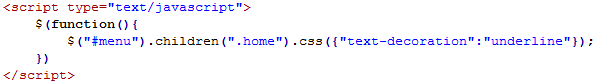 <script type="text/javascript">
    $(function(){
        $("#menu").children(".home").css({"text-decoration":"underline"});
    })
</script>